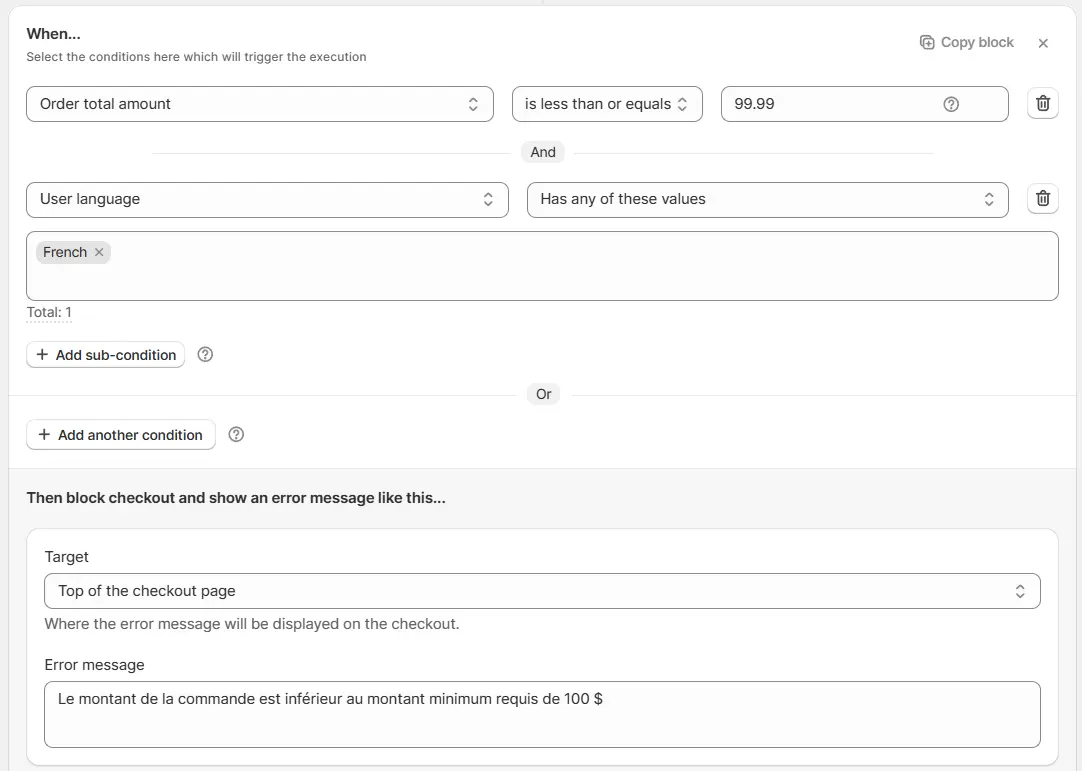 When...
Select the conditions here which will trigger the execution
Copy block
Order total amount
is less than or equals
99.99
And
User language
Has any of these values
French
Total: 1
Add sub-condition
Or
Add another condition
Then block checkout and show an error message like this...
Target
Top of the checkout page
Where the error message will be displayed on the checkout.
Error message
Le montant de la commande est inférieur au montant minimum requis de 100 $